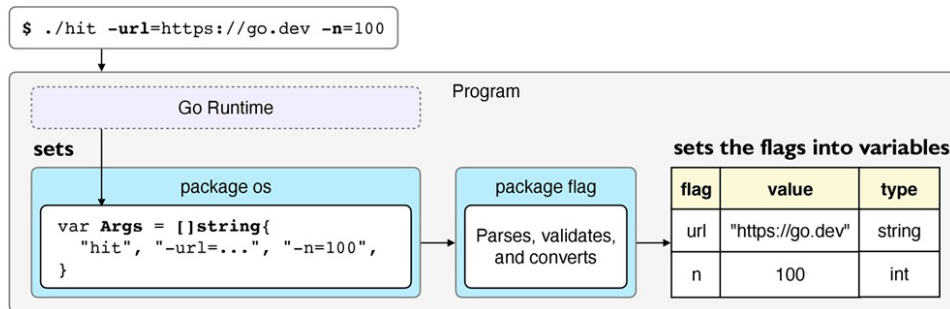 $ ./hit -url=https://go.dev -n=100
Program
Go Runtime
sets
package os
var Args = []string{
"hit", "-url=...", "-n=100",
}
package flag
Parses, validates,
and converts
sets the flags into variables
flag value type
url "https://go.dev" string
n 100 int